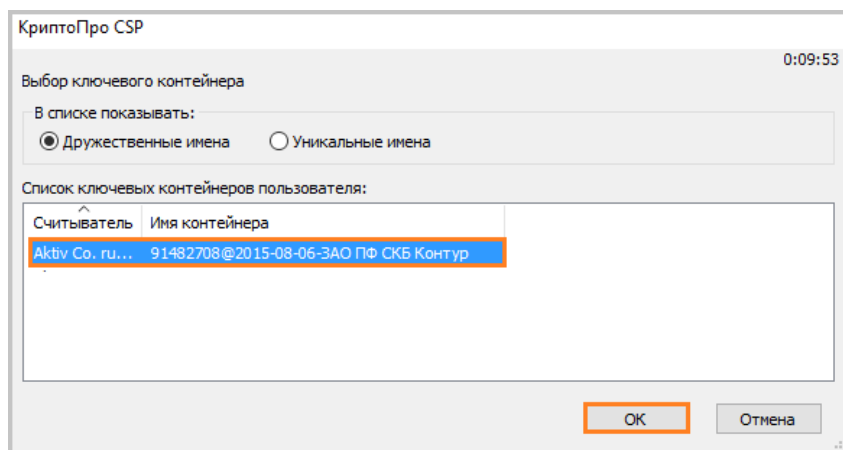 КриптоПро CSP
0:09:53
Выбор ключевого контейнера
В списке показывать:
Дружественные имена Уникальные имена
Список ключевых контейнеров пользователя:
Считыватель Имя контейнера
Aktiv Co. ru... 91482708@2015-08-06-ЗАО ПФ СКБ Контур
ОК Отмена